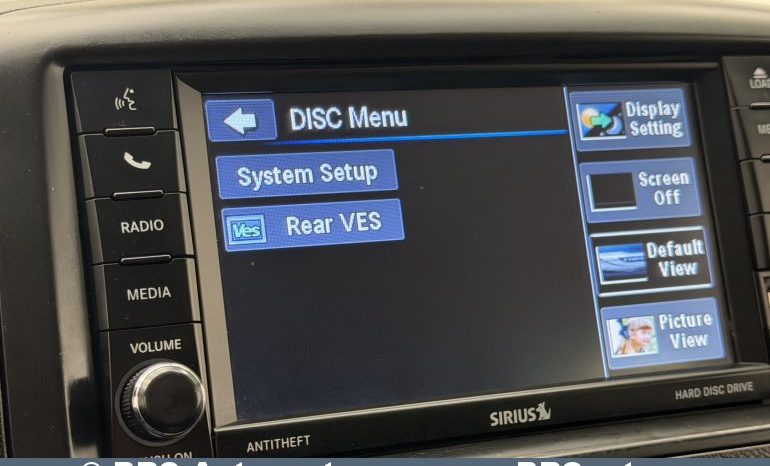 LOAD
DISC Menu
Display
Setting
System Setup
Screen
Off
RADIO
Ves
Rear VES
Default
View
MEDIA
Picture
View
VOLUME
HARD DISC DRIVE
SIRIUS
ANTITHEFT